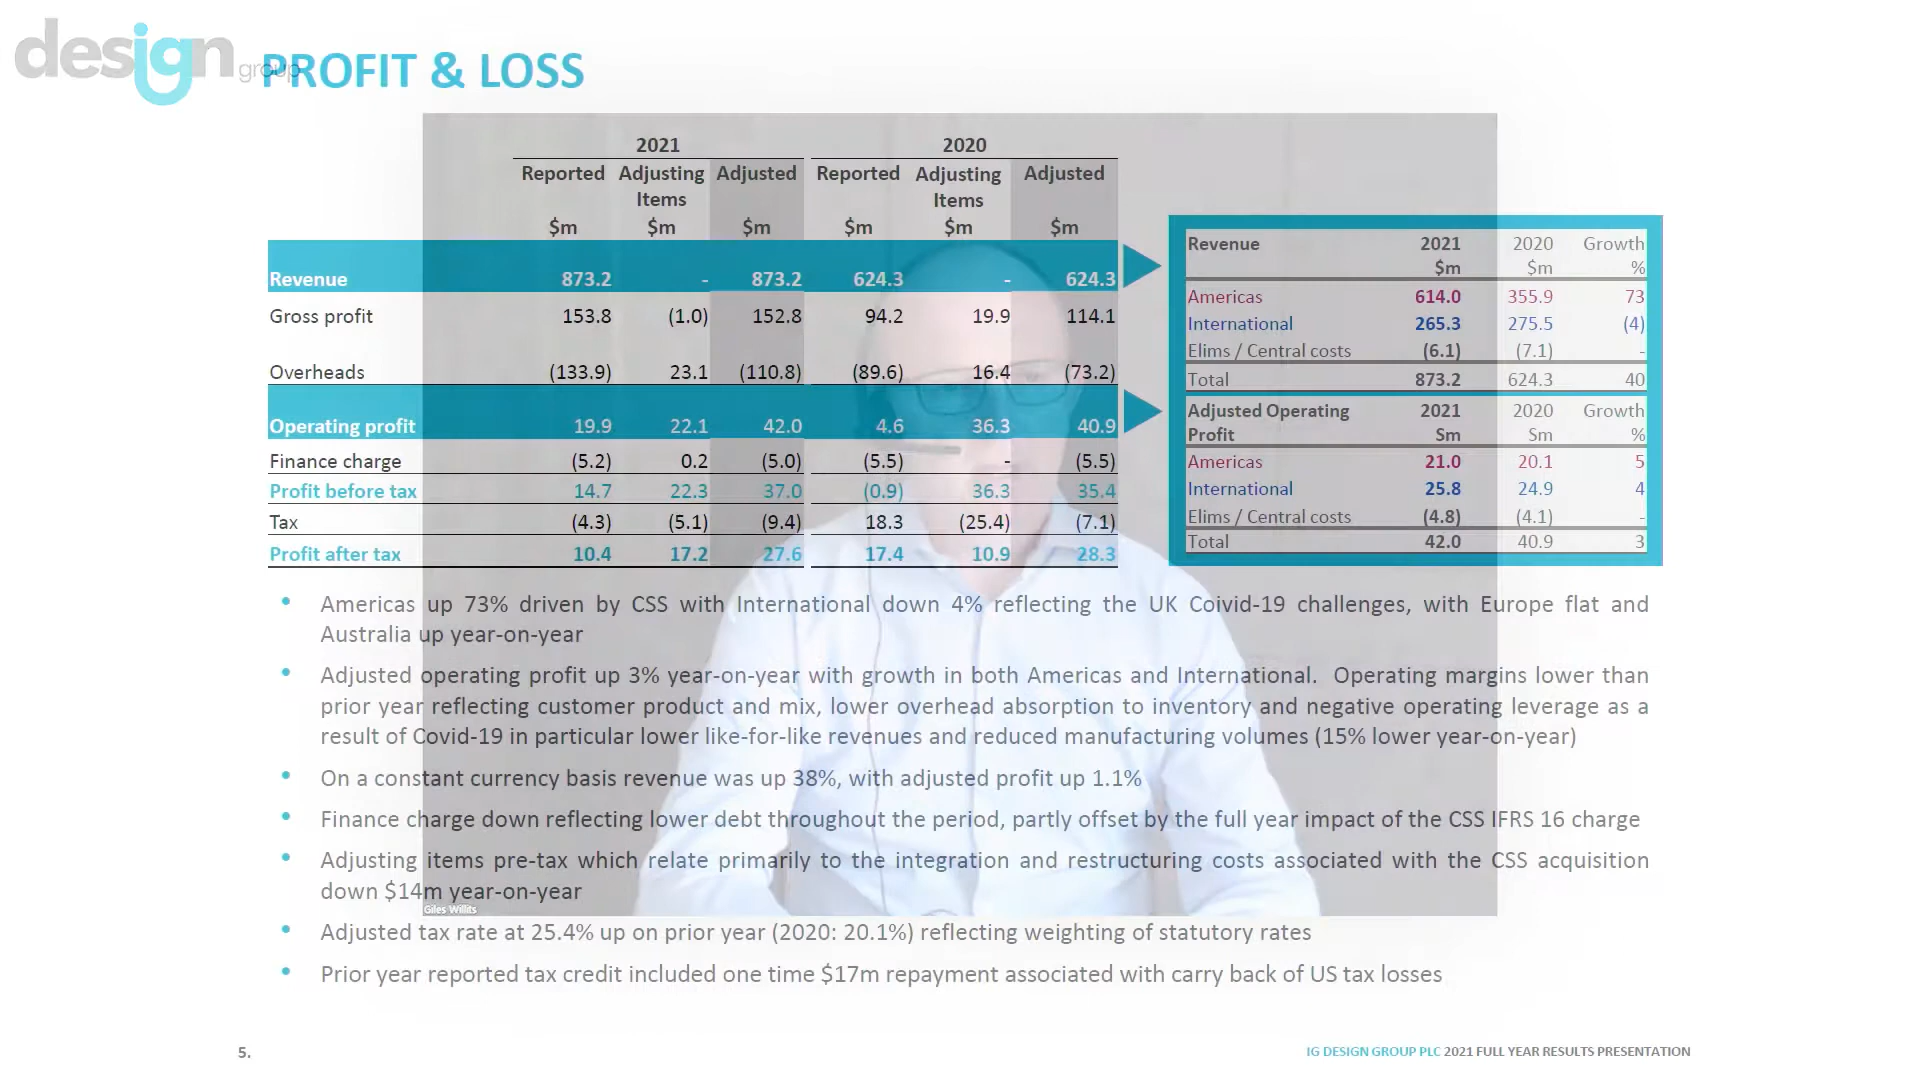 design
group
PROFIT & LOSS
2021 2020
Reported Adjusting Items Adjusted Reported Adjusting Items Adjusted
$m $m $m $m $m $m
Revenue 873.2 - 873.2 624.3 - 624.3
Gross profit 153.8 (1.0) 152.8 94.2 19.9 114.1
Overheads (133.9) 23.1 (110.8) (89.6) 16.4 (73.2)
Operating profit 19.9 22.1 42.0 4.6 36.3 40.9
Finance charge (5.2) 0.2 (5.0) (5.5) - (5.5)
Profit before tax 14.7 22.3 37.0 (0.9) 36.3 35.4
Tax (4.3) (5.1) (9.4) 18.3 (25.4) (7.1)
Profit after tax 10.4 17.2 27.6 17.4 10.9 28.3
Revenue 2021 2020 Growth
$m $m %
Americas 614.0 355.9 73
International 265.3 275.5 (4)
Elims / Central costs (6.1) (7.1) -
Total 873.2 624.3 40
Adjusted Operating 2021 2020 Growth
Profit $m $m %
Americas 21.0 20.1 5
International 25.8 24.9 4
Elims / Central costs (4.8) (4.1) -
Total 42.0 40.9 3
• Americas up 73% driven by CSS with International down 4% reflecting the UK Coivid-19 challenges, with Europe flat and
Australia up year-on-year
• Adjusted operating profit up 3% year-on-year with growth in both Americas and International. Operating margins lower than
prior year reflecting customer product and mix, lower overhead absorption to inventory and negative operating leverage as a
result of Covid-19 in particular lower like-for-like revenues and reduced manufacturing volumes (15% lower year-on-year)
• On a constant currency basis revenue was up 38%, with adjusted profit up 1.1%
• Finance charge down reflecting lower debt throughout the period, partly offset by the full year impact of the CSS IFRS 16 charge
• Adjusting items pre-tax which relate primarily to the integration and restructuring costs associated with the CSS acquisition
down $14m year-on-year
Giles Willits
• Adjusted tax rate at 25.4% up on prior year (2020: 20.1%) reflecting weighting of statutory rates
• Prior year reported tax credit included one time $17m repayment associated with carry back of US tax losses
5.
IG DESIGN GROUP PLC 2021 FULL YEAR RESULTS PRESENTATION